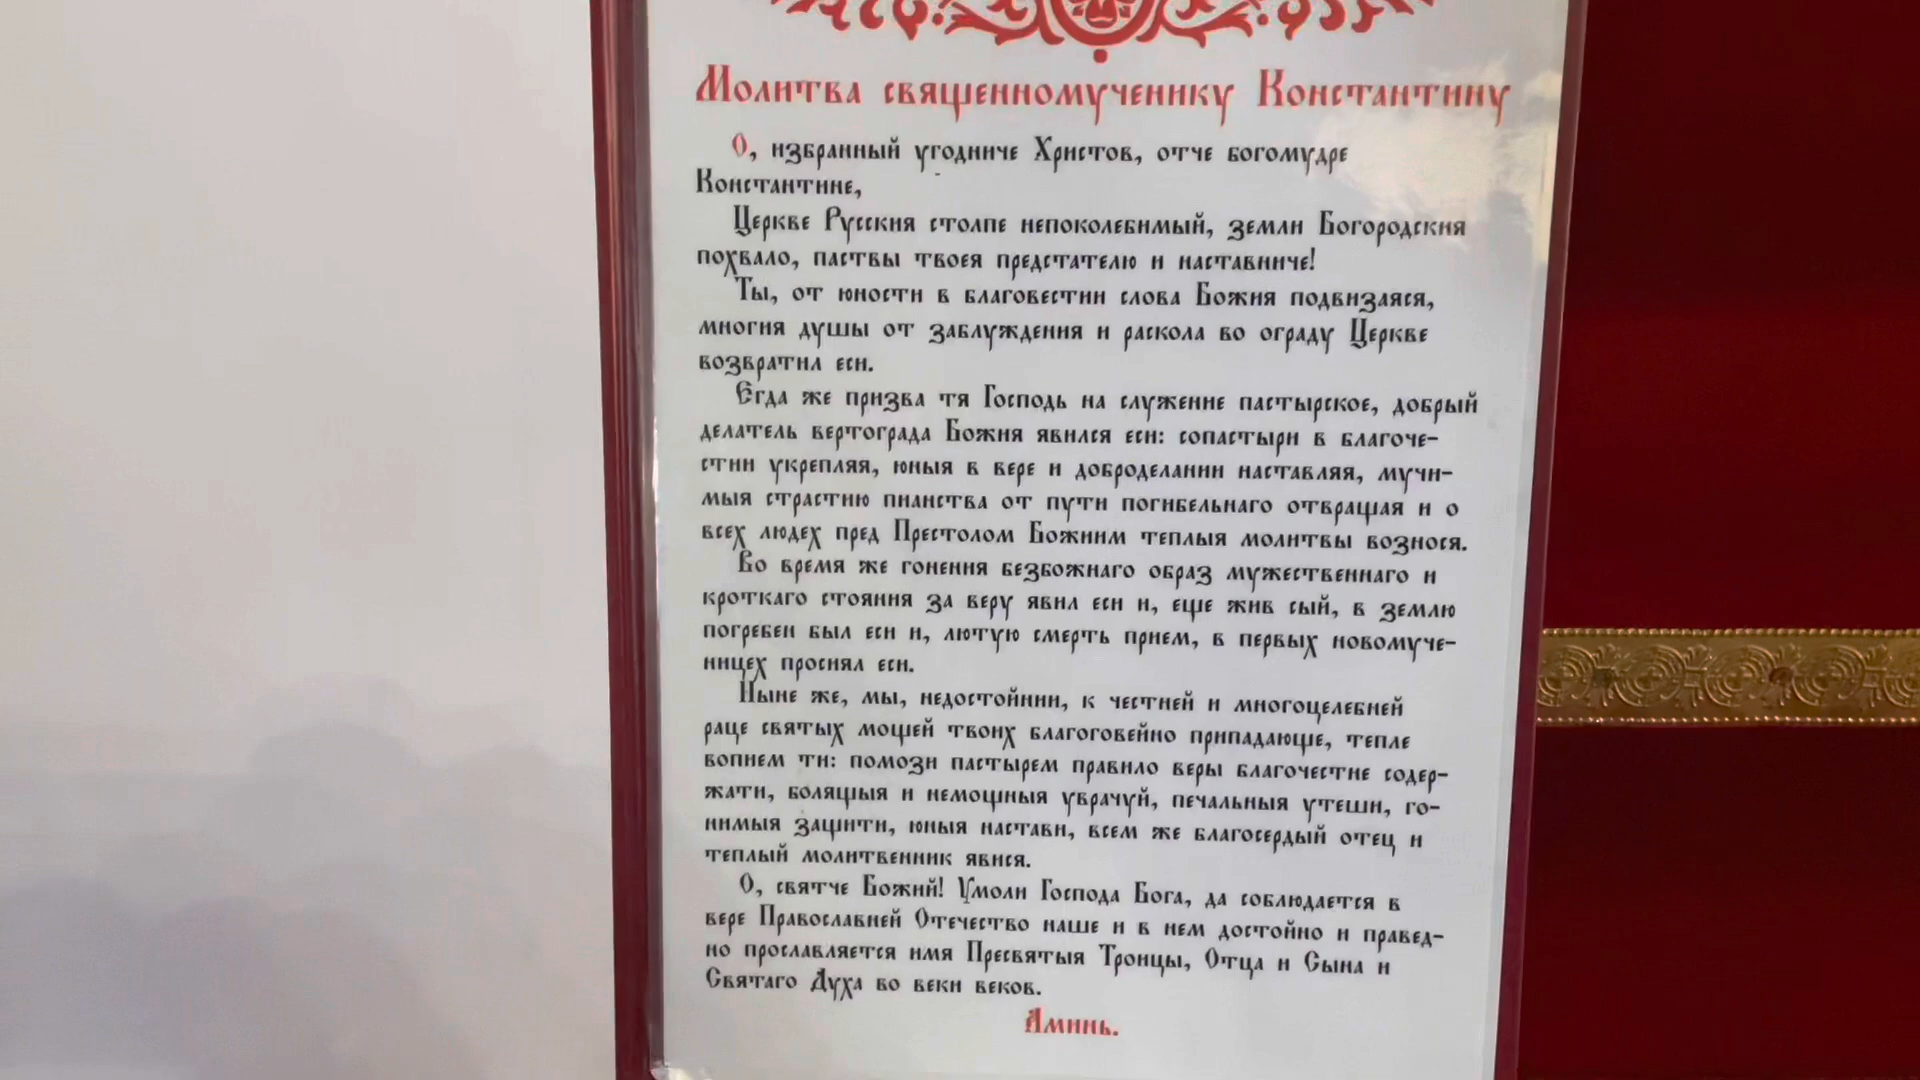 Молитва священномученику Константину
О, избранный угодниче Христов, отче богомудре
Константине,
Церкве Русския столпе непоколебимый, земли Богородския
похвало, паствы твоея предстателю и наставниче!
Ты, от юности в благовестии слова Божия подвизаяся,
многия душы от заблуждения и раскола во ограду Церкве
возвратил еси.
Егда же призва тя Господь на служение пастырское, добрый
делатель вертограда Божия явился еси: сопастыри в благоче-
стии укрепляя, юныя в вере и доброделании наставляя, мучи-
мыя страстию пианства от пути погибельнаго отвращая и о
всех людех пред Престолом Божиим теплыя молитвы вознося.
Во время же гонения безбожнаго образ мужественнаго и
кроткаго стояния за веру явил еси и, еще жив сый, в землю
погребен был еси и, лютую смерть прием, в первых новомуче-
ницех просиял еси.
Ныне же, мы, недостойнии, к честней и многоцелебней
раце святых мощей твоих благоговейно припадающе, тепле
вопием ти: помози пастырем правило веры благочестие содер-
жати, болящыя и немощныя уврачуй, печальныя утеши, го-
нимыя защити, юныя настави, всем же благосердый отец и
теплый молитвенник явися.
О, святче Божий! Умоли Господа Бога, да соблюдается в
вере Православней Отечество наше и в нем достойно и правед-
но прославляется имя Пресвятыя Троицы, Отца и Сына и
Святаго Духа во веки веков.
Аминь.